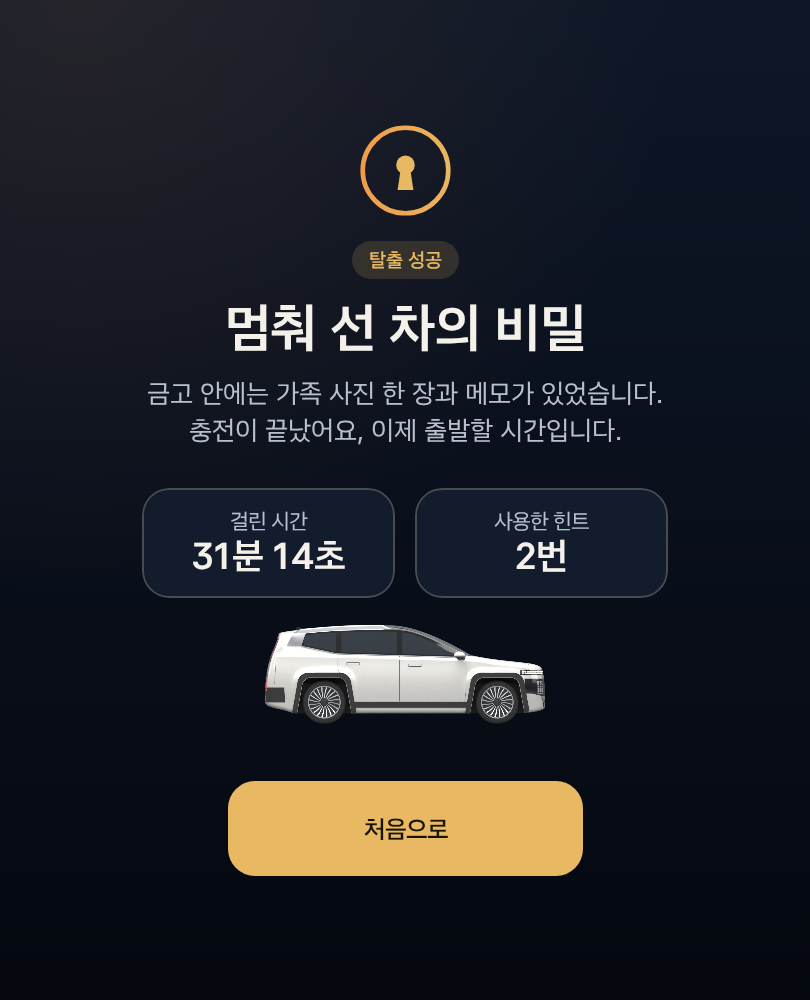 탈출 성공
멈춰 선 차의 비밀
금고 안에는 가족 사진 한 장과 메모가 있었습니다.
충전이 끝났어요, 이제 출발할 시간입니다.
걸린 시간
31분 14초
사용한 힌트
2번
처음으로